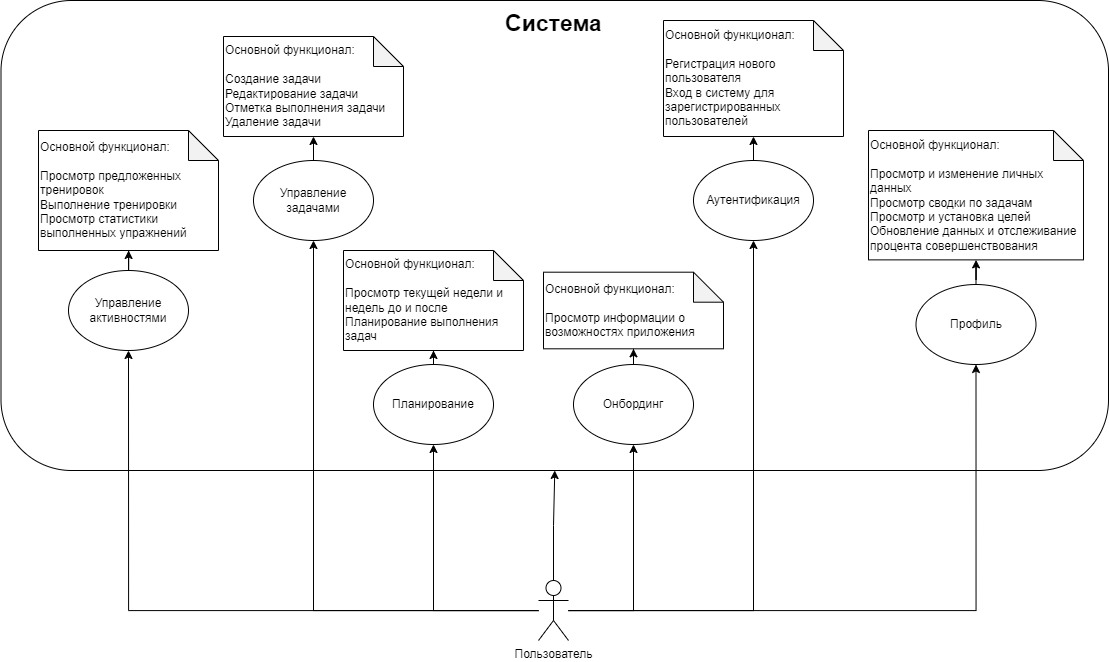 Система
Основной функционал:
Просмотр предложенных
тренировок
Выполнение тренировки
Просмотр статистики
выполненных упражнений
Управление
активностями
Основной функционал:
Создание задачи
Редактирование задачи
Отметка выполнения задачи
Удаление задачи
Управление
задачами
Основной функционал:
Просмотр текущей недели и
недель до и после
Планирование выполнения
задач
Планирование
Основной функционал:
Просмотр информации о
возможностях приложения
Онбординг
Основной функционал:
Регистрация нового
пользователя
Вход в систему для
зарегистрированных
пользователей
Аутентификация
Основной функционал:
Просмотр и изменение личных
данных
Просмотр сводки по задачам
Просмотр и установка целей
Обновление данных и отслеживание
процента совершенствования
Профиль
Пользователь